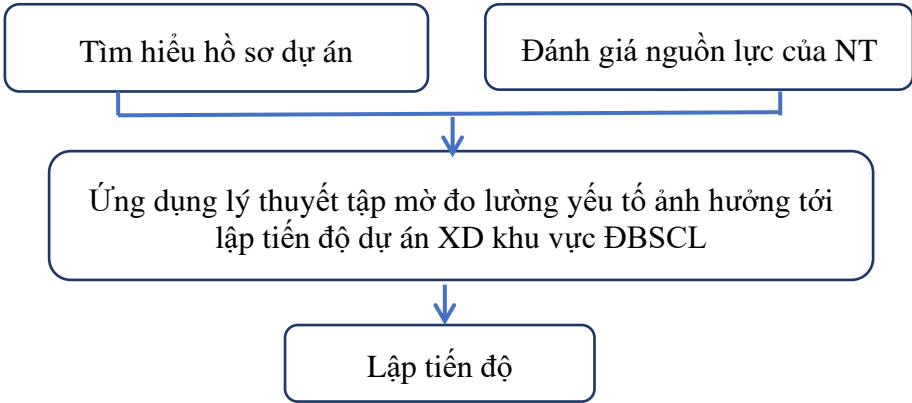 Tìm hiểu hồ sơ dự án
Đánh giá nguồn lực của NT
Ứng dụng lý thuyết tập mờ đo lường yếu tố ảnh hưởng tới
lập tiến độ dự án XD khu vực ĐBSCL
Lập tiến độ